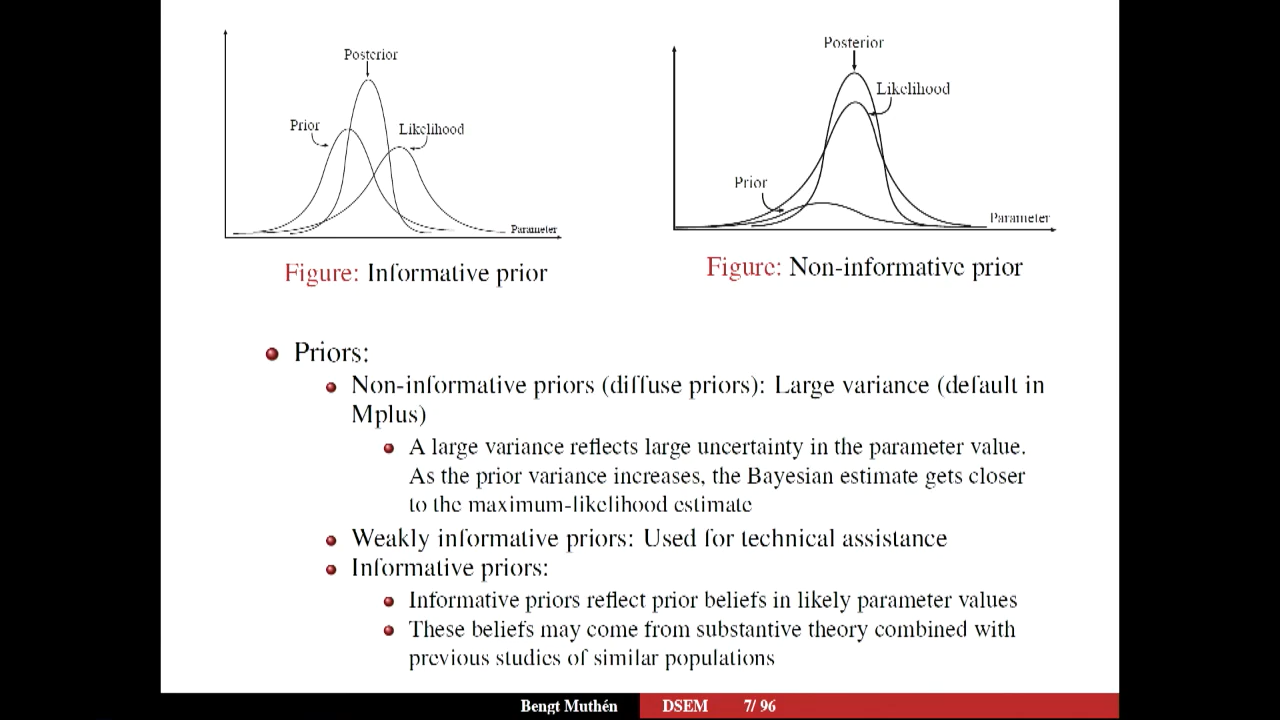 Posterior
Prior
Likelihood
Parameter
Figure: Informative prior
Posterior
Likelihood
Prior
Parameter
Figure: Non-informative prior
Priors:
Non-informative priors (diffuse priors): Large variance (default in
Mplus)
A large variance reflects large uncertainty in the parameter value.
As the prior variance increases, the Bayesian estimate gets closer
to the maximum-likelihood estimate
Weakly informative priors: Used for technical assistance
Informative priors:
Informative priors reflect prior beliefs in likely parameter values
These beliefs may come from substantive theory combined with
previous studies of similar populations
Bengt Muthén DSEM 7/ 96